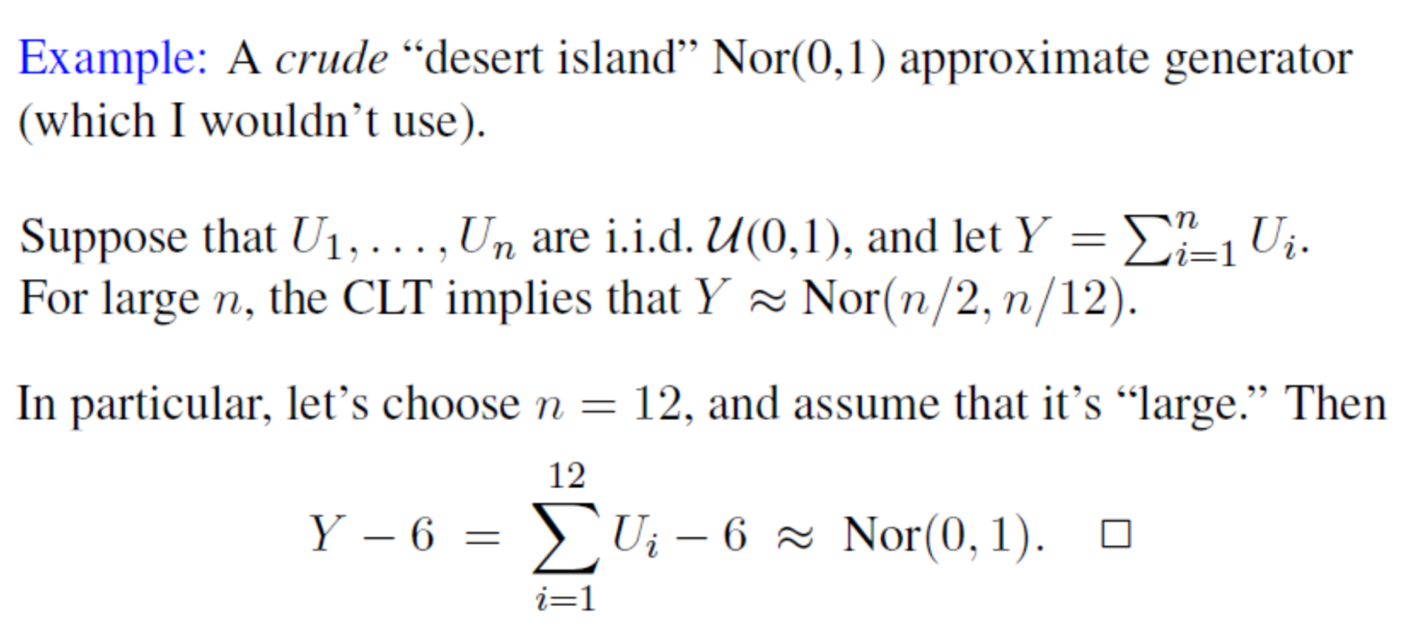 Example: A crude “desert island” Nor(0,1) approximate generator
(which I wouldn’t use).
Suppose that U₁, . . . , Uₙ are i.i.d. 𝒰(0,1), and let Y = ∑ⁿᵢ₌₁ Uᵢ.
For large n, the CLT implies that Y ≈ Nor(n/2, n/12).
In particular, let’s choose n = 12, and assume that it’s “large.” Then
12
Y − 6 = ∑ Uᵢ − 6 ≈ Nor(0, 1). □
i=1